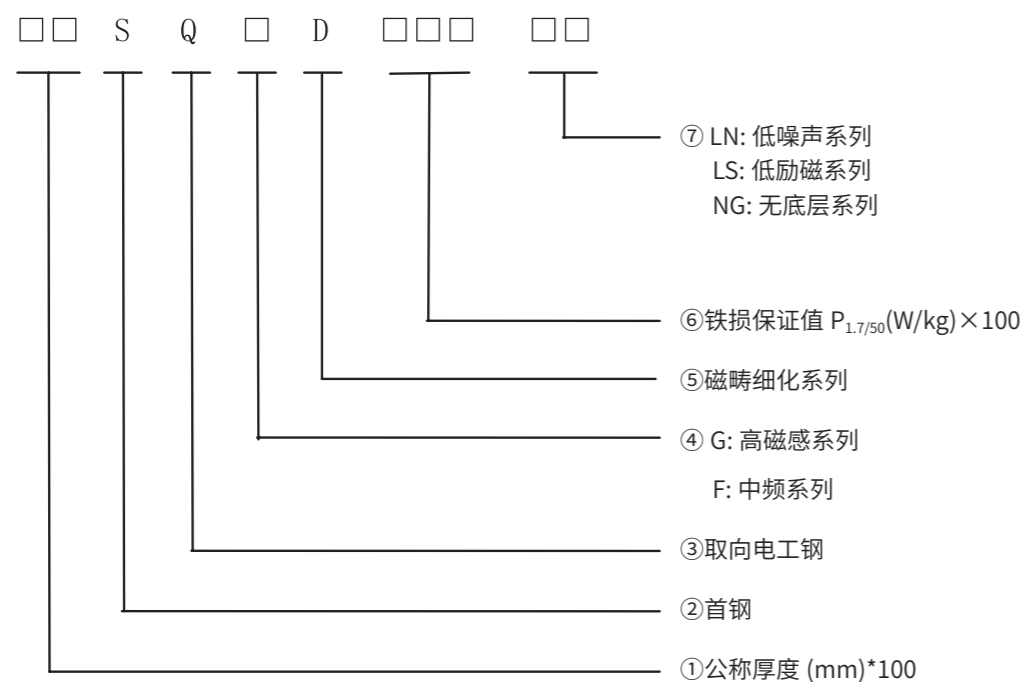 □□ S Q □ D □□□ □□
⑦ LN: 低噪声系列
LS: 低励磁系列
NG: 无底层系列
⑥铁损保证值 P1.7/50(W/kg)×100
⑤磁畴细化系列
④ G: 高磁感系列
F: 中频系列
③取向电工钢
②首钢
①公称厚度 (mm)*100